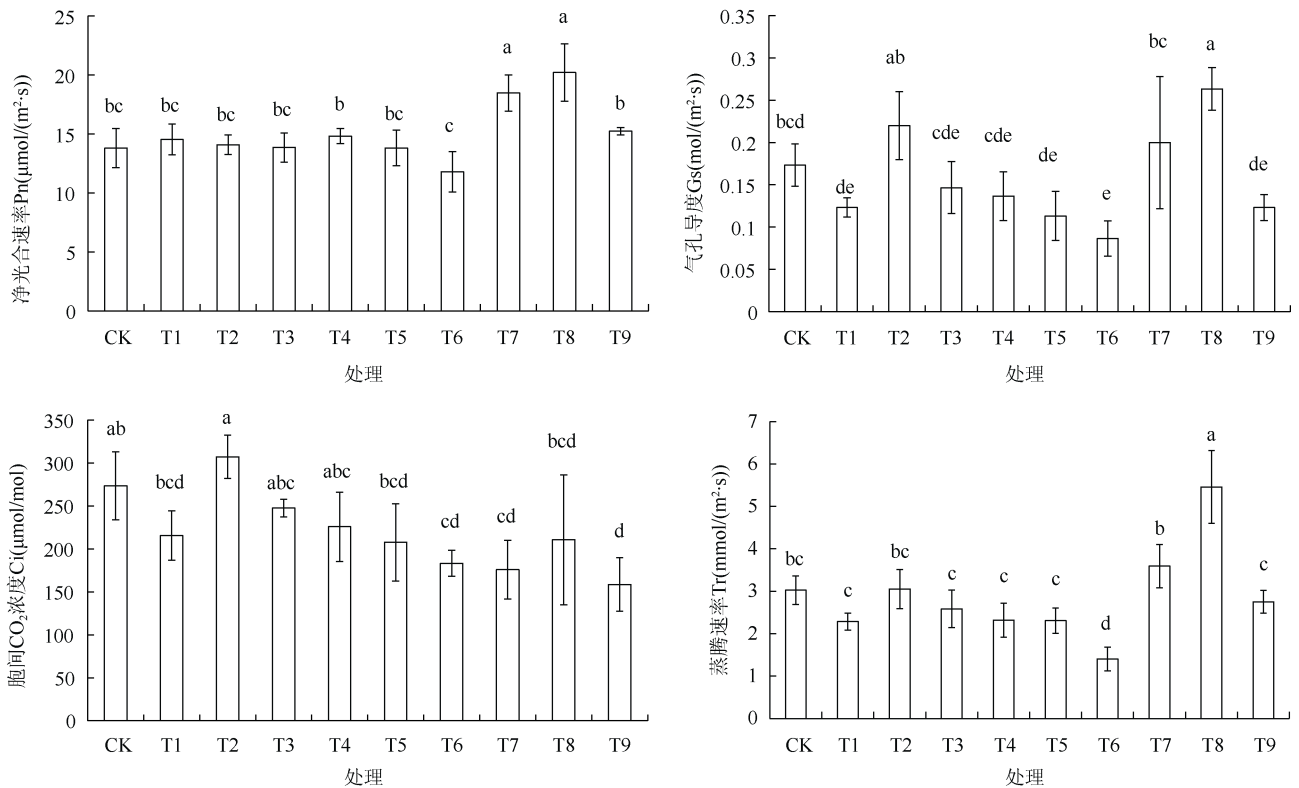 净光合速率Pn(μmol/(m²·s))
25
20
15
10
5
0
bc
bc
bc
bc
b
bc
c
a
a
b
CK T1 T2 T3 T4 T5 T6 T7 T8 T9
处理
气孔导度Gs(mol/(m²·s))
0.35
0.3
0.25
0.2
0.15
0.1
0.05
0
bcd
de
ab
cde
cde
de
e
bc
a
de
CK T1 T2 T3 T4 T5 T6 T7 T8 T9
处理
胞间CO₂浓度Ci(μmol/mol)
350
300
250
200
150
100
50
0
ab
bcd
a
abc
abc
bcd
cd
cd
bcd
d
CK T1 T2 T3 T4 T5 T6 T7 T8 T9
处理
蒸腾速率Tr(mmol/(m²·s))
7
6
5
4
3
2
1
0
bc
c
bc
c
c
c
d
b
a
c
CK T1 T2 T3 T4 T5 T6 T7 T8 T9
处理